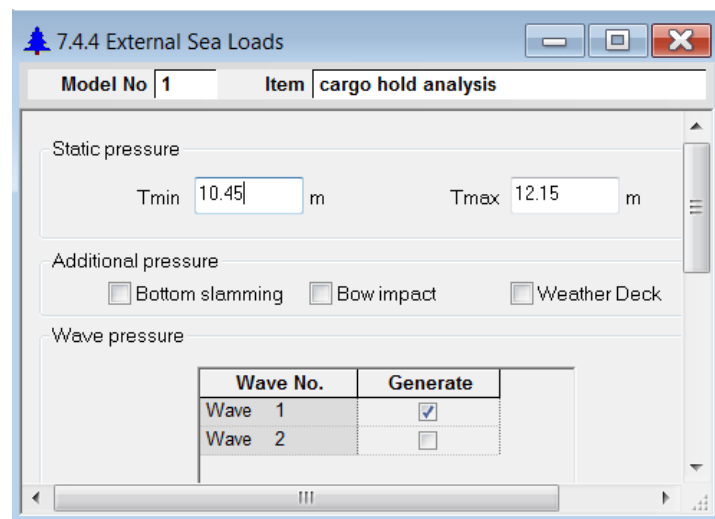 7.4.4 External Sea Loads
Model No 1 Item cargo hold analysis
Static pressure
Tmin 10.45 m Tmax 12.15 m
Additional pressure
Bottom slamming Bow impact Weather Deck
Wave pressure
Wave No. Generate
Wave 1
Wave 2